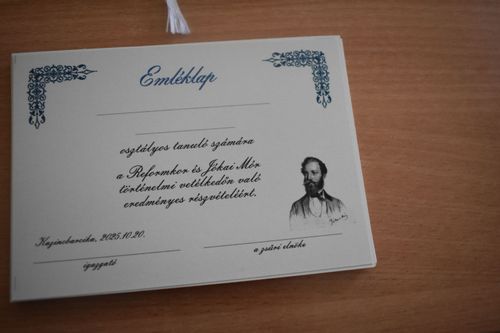 Emléklap
osztályos tanuló számára
a Reformkor és Jókai Mór
történelmi vetélkedőn való
eredményes részvételéért.
Kazincbarcika, 2025.10.20.
igazgató
a zsűri elnöke